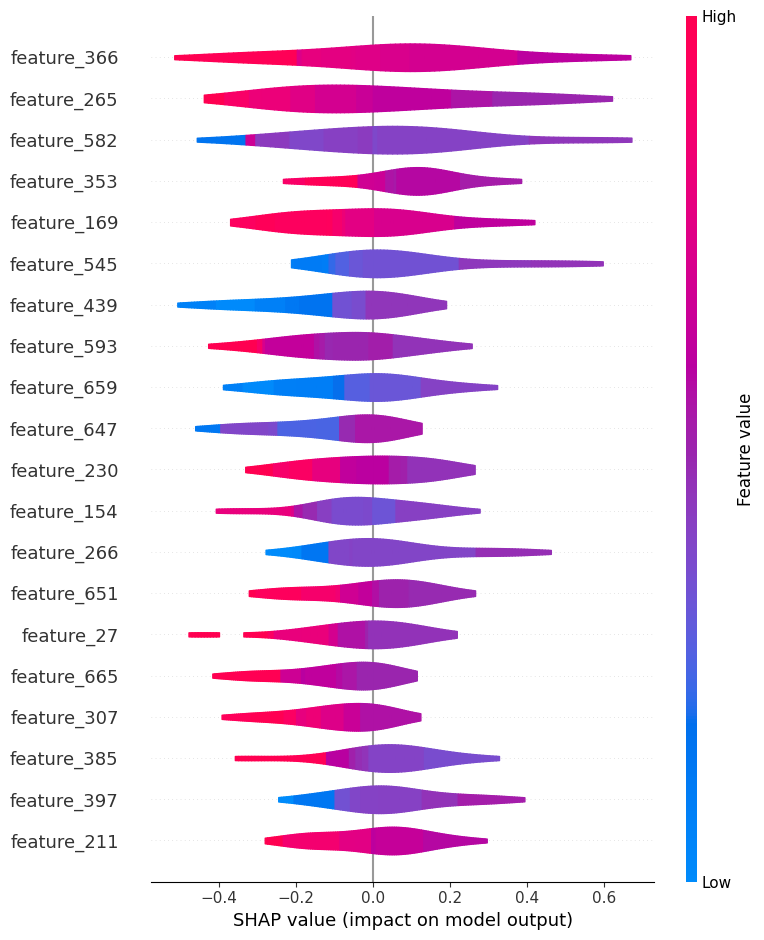 High
feature_366
feature_265
feature_582
feature_353
feature_169
feature_545
feature_439
feature_593
feature_659
feature_647
feature_230
feature_154
feature_266
feature_651
feature_27
feature_665
feature_307
feature_385
feature_397
feature_211
Feature value
Low
−0.4 −0.2 0.0 0.2 0.4 0.6
SHAP value (impact on model output)